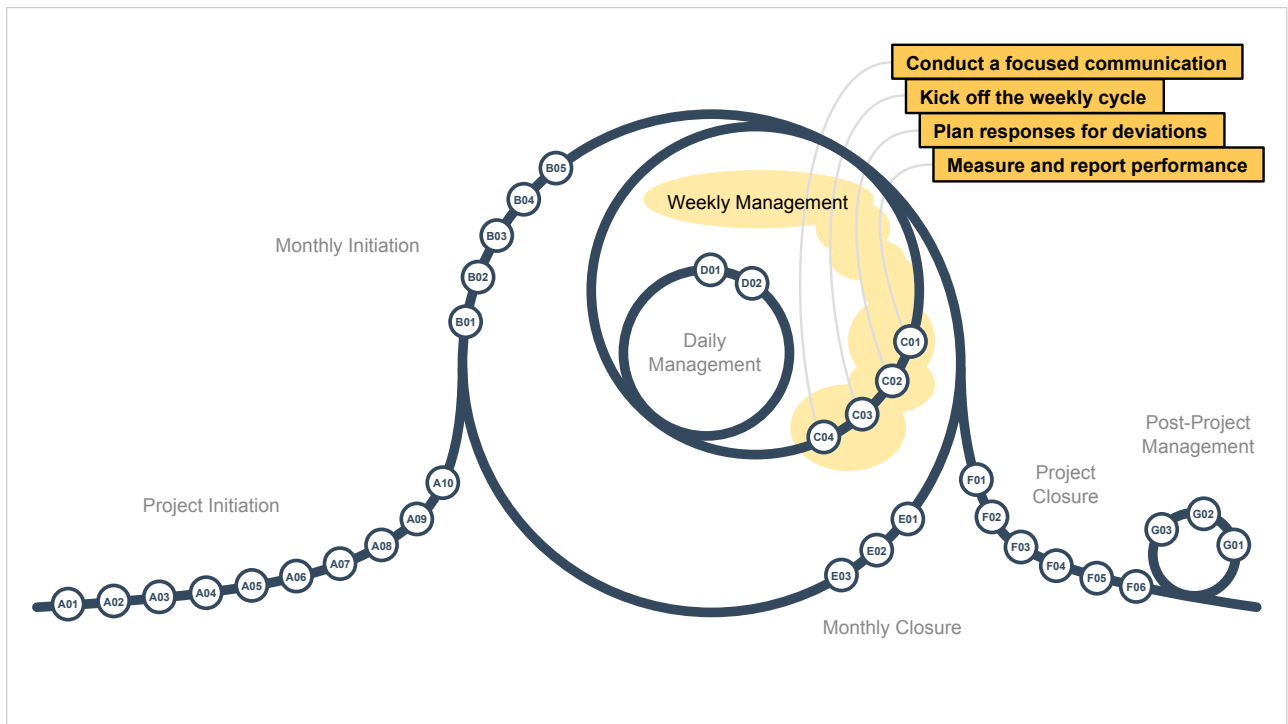 Conduct a focused communication
Kick off the weekly cycle
Plan responses for deviations
Measure and report performance
B05
B04
B03
B02
B01
Monthly Initiation
Weekly Management
D01
D02
Daily
Management
C01
C02
C03
C04
Project Initiation
A10
A09
A08
A07
A06
A05
A04
A03
A02
A01
E01
E02
E03
Monthly Closure
Project
Closure
F01
F02
F03
F04
F05
F06
Post-Project
Management
G03
G02
G01